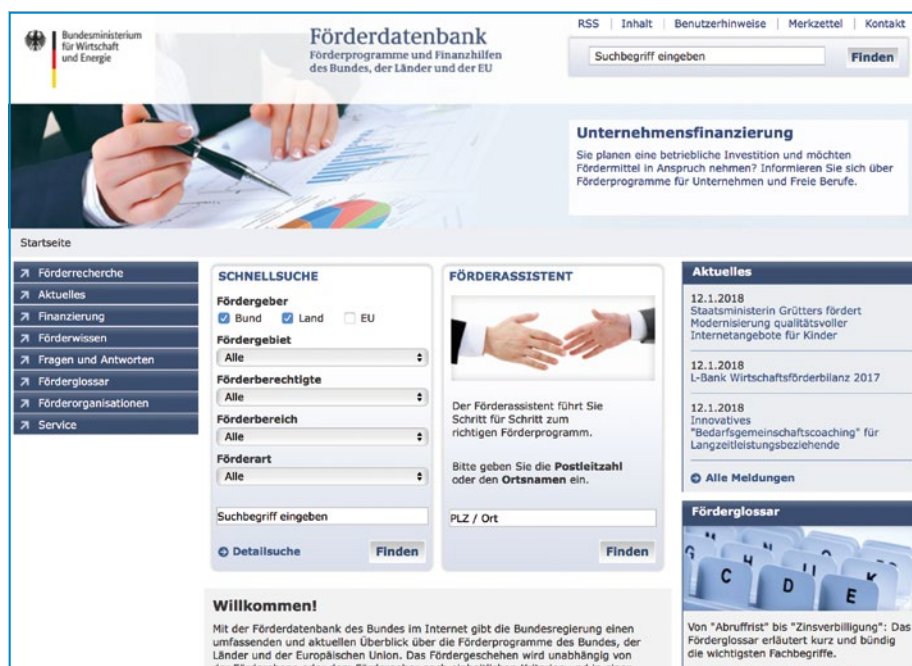 Bundesministerium
für Wirtschaft
und Energie
Förderdatenbank
Förderprogramme und Finanzhilfen
des Bundes, der Länder und der EU
RSS | Inhalt | Benutzerhinweise | Merkzettel | Kontakt
Suchbegriff eingeben
Finden
Unternehmensfinanzierung
Sie planen eine betriebliche Investition und möchten
Fördermittel in Anspruch nehmen? Informieren Sie sich über
Förderprogramme für Unternehmen und Freie Berufe.
Startseite
Förderrecherche
Aktuelles
Finanzierung
Förderwissen
Fragen und Antworten
Förderglossar
Förderorganisationen
Service
SCHNELLSUCHE
Fördergeber
Bund Land EU
Fördergebiet
Alle
Förderberechtigte
Alle
Förderbereich
Alle
Förderart
Alle
Suchbegriff eingeben
Detailsuche
Finden
FÖRDERASSISTENT
Der Förderassistent führt Sie
Schritt für Schritt zum
richtigen Förderprogramm.
Bitte geben Sie die Postleitzahl
oder den Ortsnamen ein.
PLZ / Ort
Finden
Aktuelles
12.1.2018
Staatsministerin Grütters fördert
Modernisierung qualitätsvoller
Internetangebote für Kinder
12.1.2018
L-Bank Wirtschaftsförderbilanz 2017
12.1.2018
Innovatives
"Bedarfsgemeinschaftscoaching" für
Langzeitleistungsbeziehende
Alle Meldungen
Förderglossar
G H U K
C D E
Von "Abruffrist" bis "Zinsverbilligung": Das
Förderglossar erläutert kurz und bündig
die wichtigsten Fachbegriffe.
Willkommen!
Mit der Förderdatenbank des Bundes im Internet gibt die Bundesregierung einen
umfassenden und aktuellen Überblick über die Förderprogramme des Bundes, der
Länder und der Europäischen Union. Das Fördergeschehen wird unabhängig von